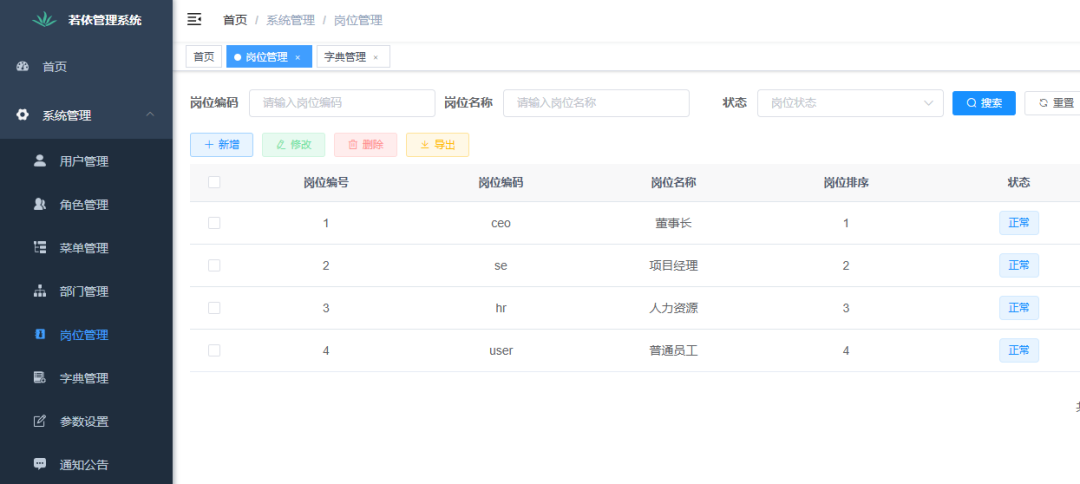 若依管理系统
首页 / 系统管理 / 岗位管理
首页
岗位管理 ×
字典管理 ×
首页
系统管理
用户管理
角色管理
菜单管理
部门管理
岗位管理
字典管理
参数设置
通知公告
岗位编码 请输入岗位编码 岗位名称 请输入岗位名称 状态 岗位状态 搜索 重置
新增 修改 删除 导出
岗位编号 岗位编码 岗位名称 岗位排序 状态
1 ceo 董事长 1 正常
2 se 项目经理 2 正常
3 hr 人力资源 3 正常
4 user 普通员工 4 正常